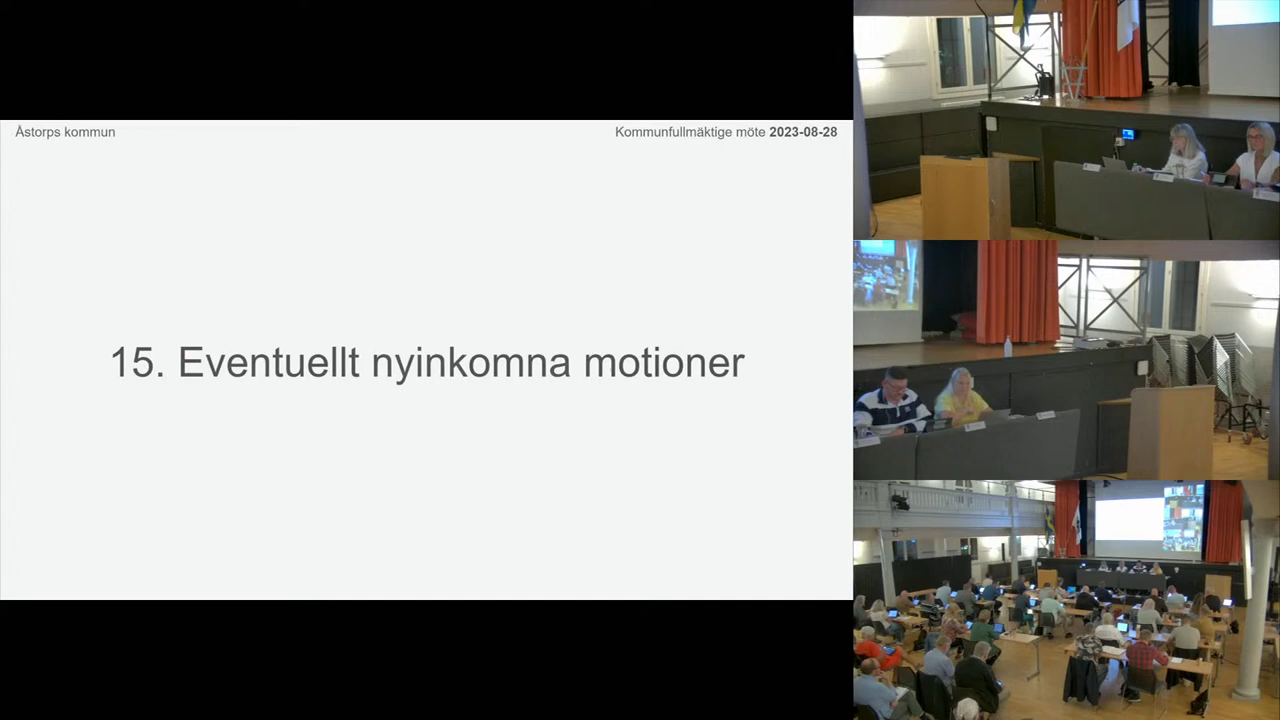 Åstorps kommun
Kommunfullmäktige möte 2023-08-28
15. Eventuellt nyinkomna motioner